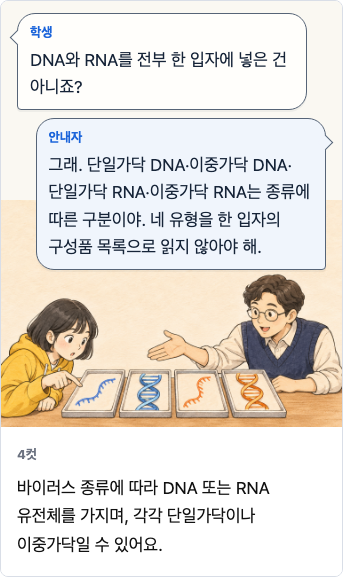 학생
DNA와 RNA를 전부 한 입자에 넣은 건
아니죠?
안내자
그래. 단일가닥 DNA·이중가닥 DNA·
단일가닥 RNA·이중가닥 RNA는 종류에
따른 구분이야. 네 유형을 한 입자의
구성품 목록으로 읽지 않아야 해.
4컷
바이러스 종류에 따라 DNA 또는 RNA
유전체를 가지며, 각각 단일가닥이나
이중가닥일 수 있어요.